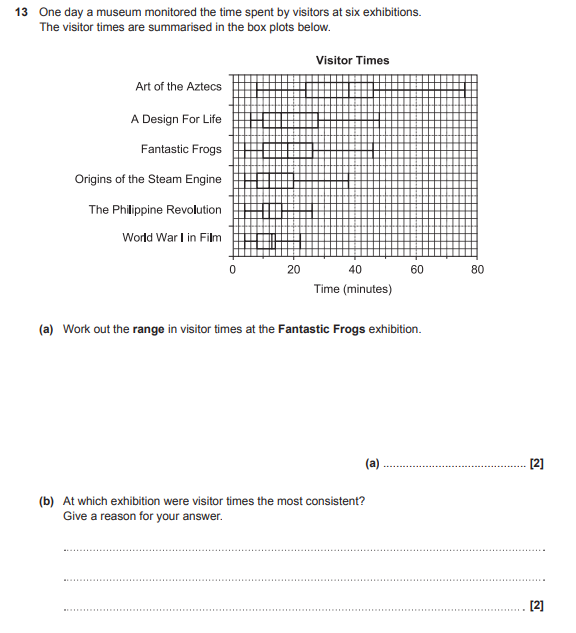 13 One day a museum monitored the time spent by visitors at six exhibitions.
The visitor times are summarised in the box plots below.
Visitor Times
Art of the Aztecs
A Design For Life
Fantastic Frogs
Origins of the Steam Engine
The Philippine Revolution
World War I in Film
0 20 40 60 80
Time (minutes)
(a) Work out the range in visitor times at the Fantastic Frogs exhibition.
(a) ............................................ [2]
(b) At which exhibition were visitor times the most consistent?
Give a reason for your answer.
[2]